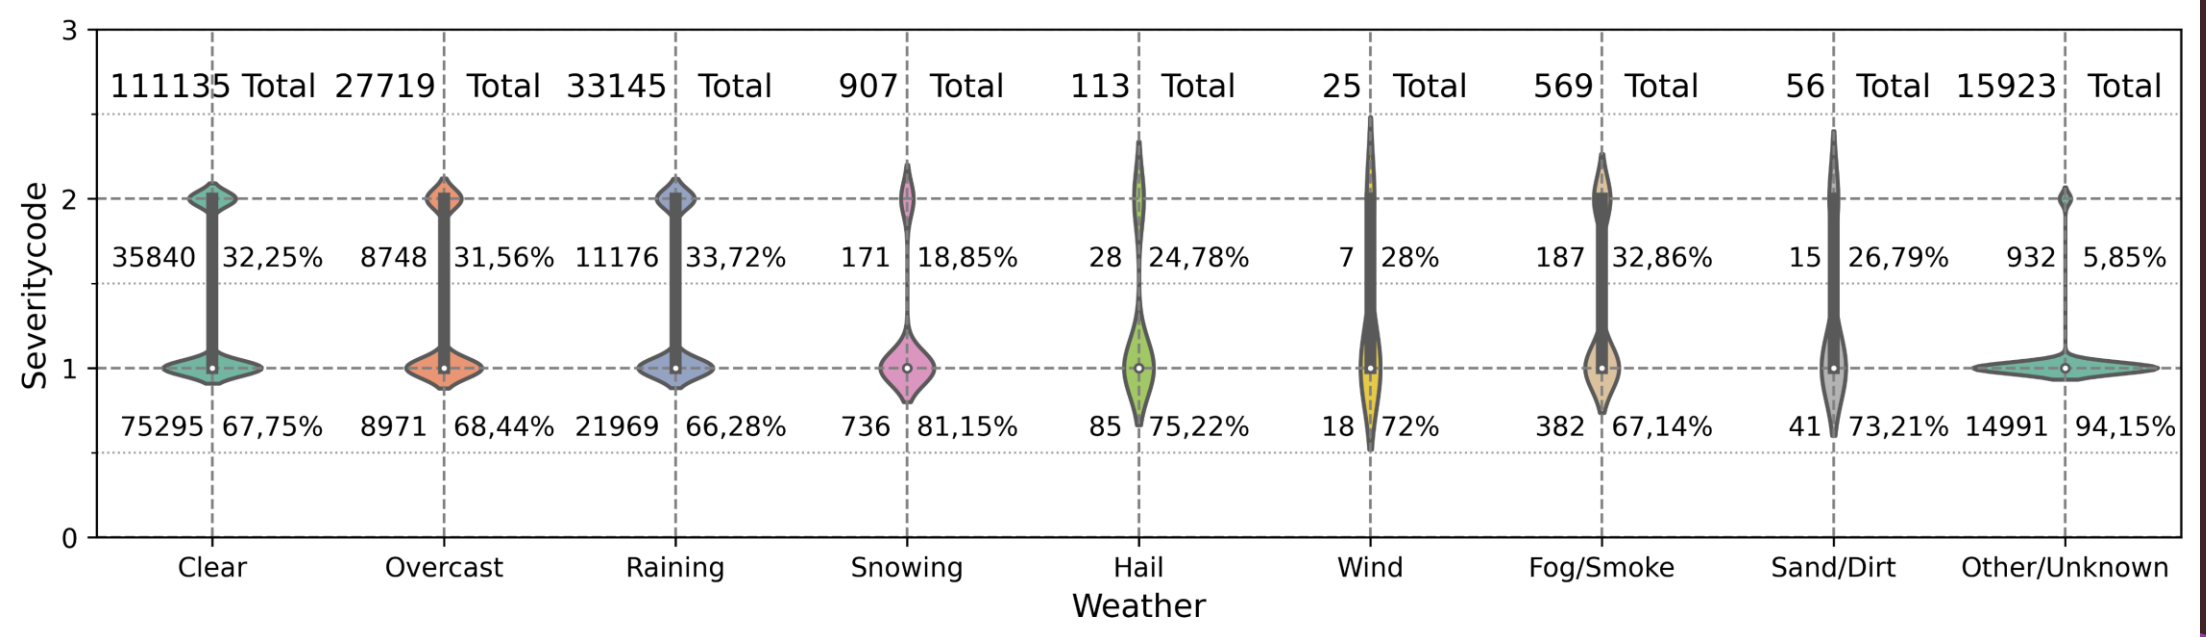 3
111135 Total 27719 Total 33145 Total 907 Total 113 Total 25 Total 569 Total 56 Total 15923 Total
Severitycode
2
35840 32,25% 8748 31,56% 11176 33,72% 171 18,85% 28 24,78% 7 28% 187 32,86% 15 26,79% 932 5,85%
1
75295 67,75% 8971 68,44% 21969 66,28% 736 81,15% 85 75,22% 18 72% 382 67,14% 41 73,21% 14991 94,15%
0
Clear Overcast Raining Snowing Hail Wind Fog/Smoke Sand/Dirt Other/Unknown
Weather